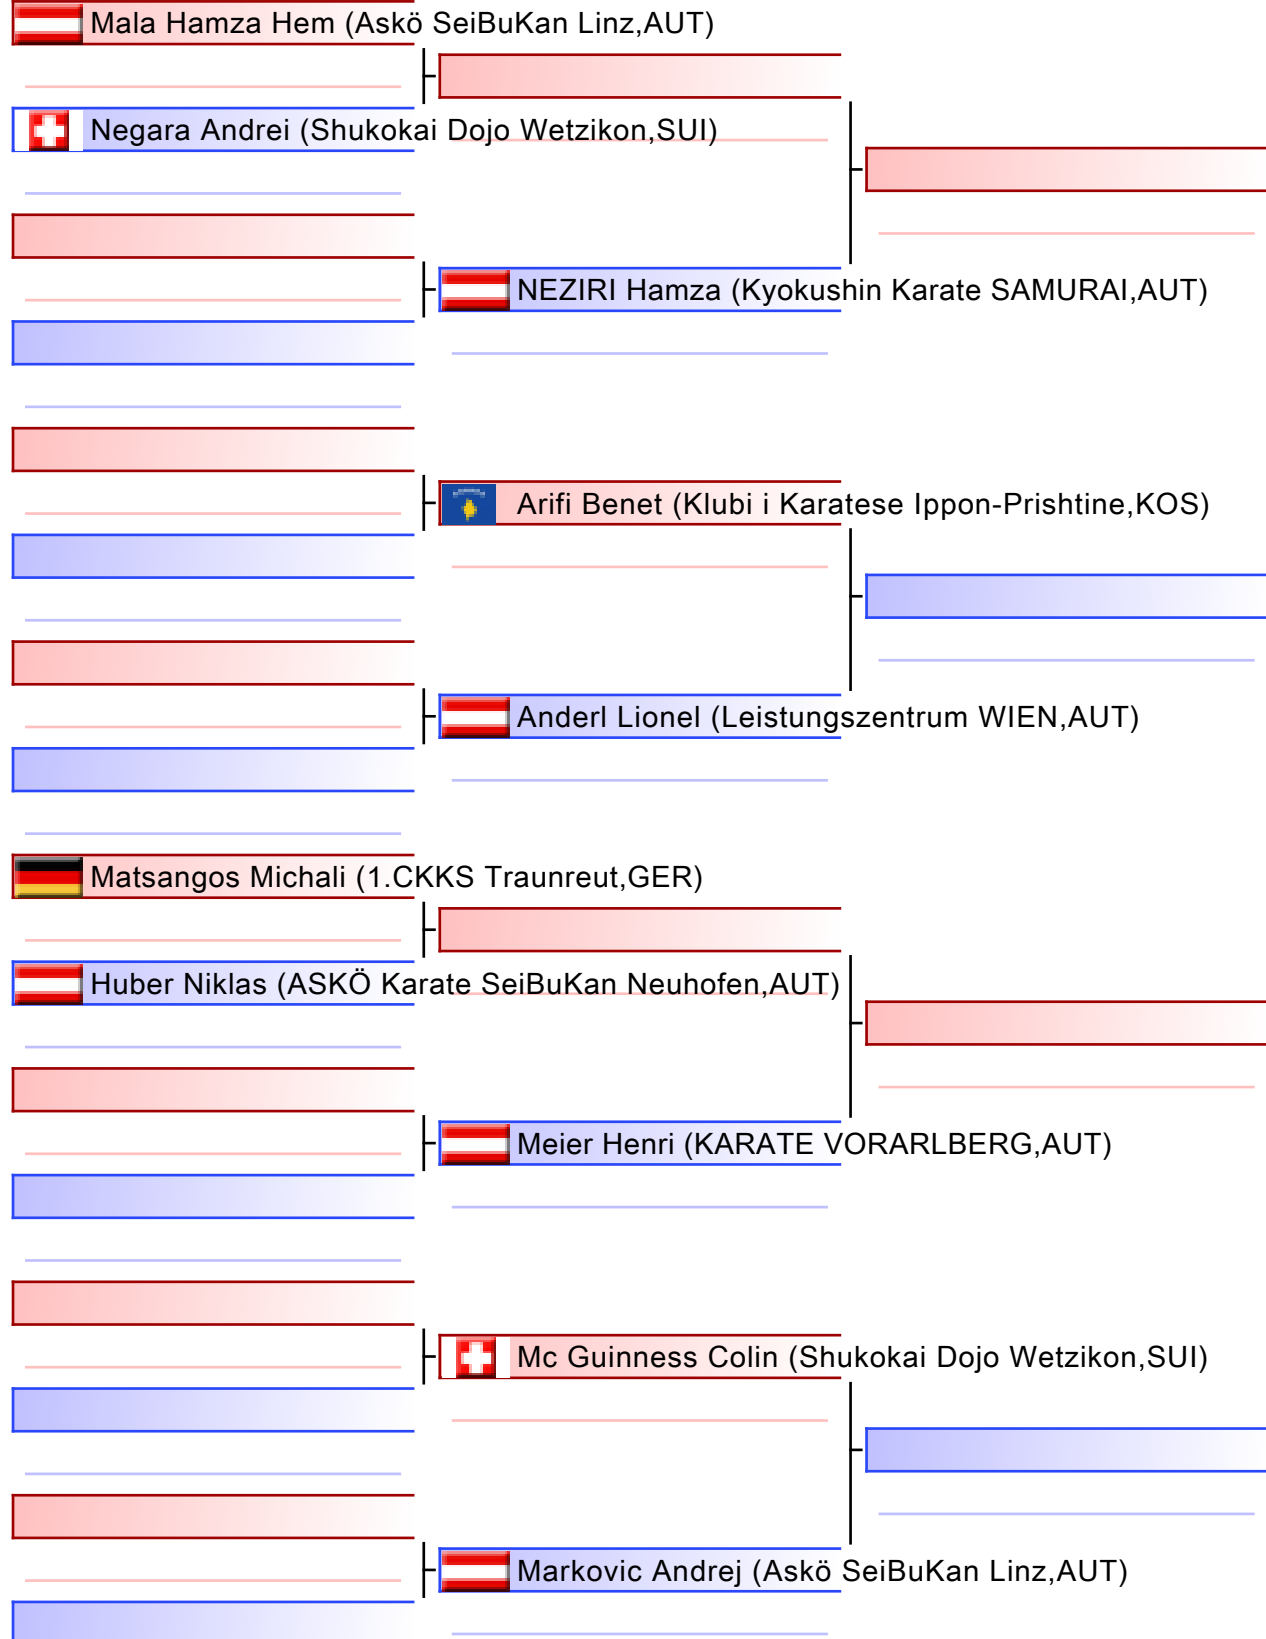 Mala Hamza Hem (Askö SeiBuKan Linz,AUT)
Negara Andrei (Shukokai Dojo Wetzikon,SUI)
NEZIRI Hamza (Kyokushin Karate SAMURAI,AUT)
Arifi Benet (Klubi i Karatese Ippon-Prishtine,KOS)
Anderl Lionel (Leistungszentrum WIEN,AUT)
Matsangos Michali (1.CKKS Traunreut,GER)
Huber Niklas (ASKÖ Karate SeiBuKan Neuhofen,AUT)
Meier Henri (KARATE VORARLBERG,AUT)
Mc Guinness Colin (Shukokai Dojo Wetzikon,SUI)
Markovic Andrej (Askö SeiBuKan Linz,AUT)